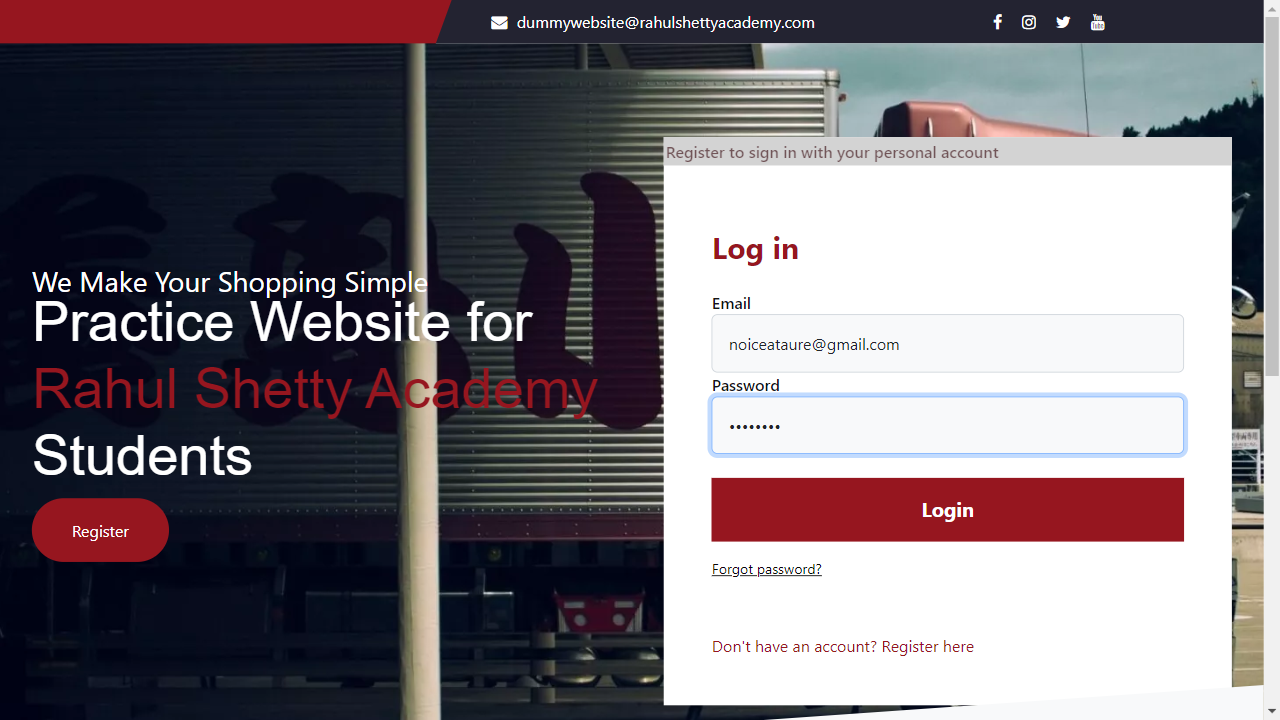 dummywebsite@rahulshettyacademy.com
Register to sign in with your personal account
We Make Your Shopping Simple
Practice Website for
Rahul Shetty Academy
Students
Register
Log in
Email
noiceataure@gmail.com
Password
••••••••
Login
Forgot password?
Don't have an account? Register here